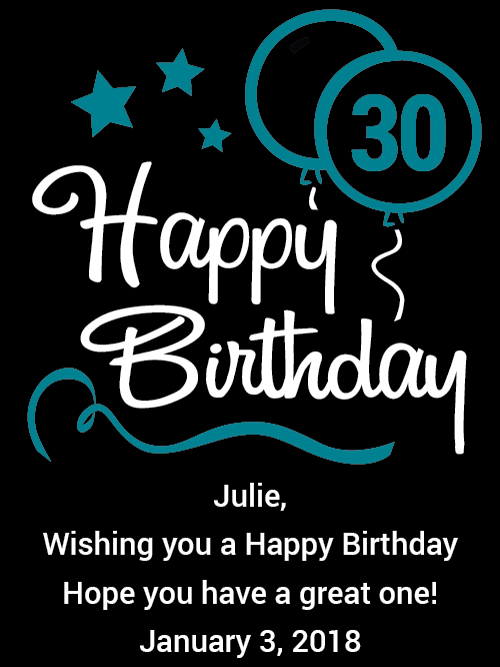 30
Happy
Birthday
Julie,
Wishing you a Happy Birthday
Hope you have a great one!
January 3, 2018